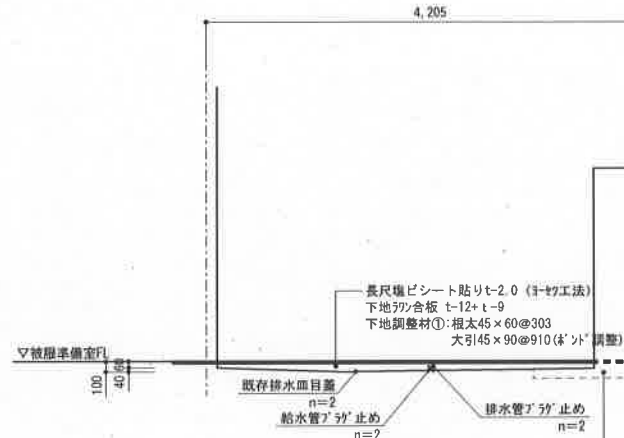 4,205
長尺塩ビシート貼りt-2.0 (ﾖｰｾﾂ工法)
下地ﾗﾜﾝ合板 t-12+t-9
下地調整材①:根太45×60@303
大引45×90@910(ﾎﾞﾝﾄﾞ調整)
▽被服準備室FL
60
100
40
既存排水皿目蓋
n=2
給水管ﾌﾟﾗｸﾞ止め
n=2
排水管ﾌﾟﾗｸﾞ止め
n=2